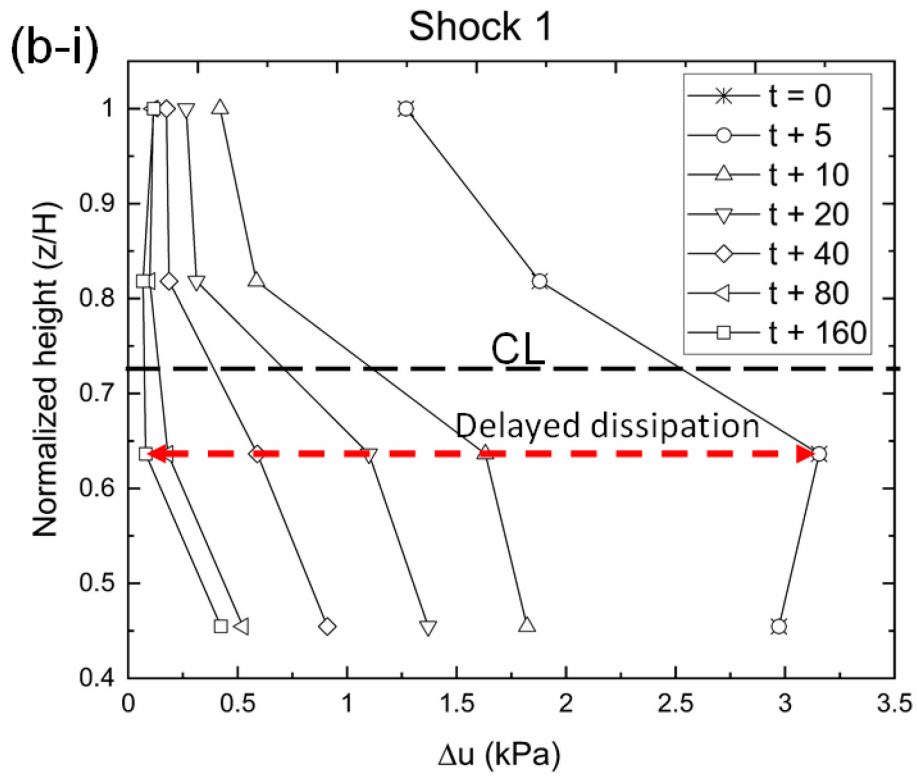 (b-i)
Shock 1
t = 0
t + 5
t + 10
t + 20
t + 40
t + 80
t + 160
1
0.9
0.8
0.7
0.6
0.5
0.4
Normalized height (z/H)
CL
Delayed dissipation
0 0.5 1 1.5 2 2.5 3 3.5
Δu (kPa)